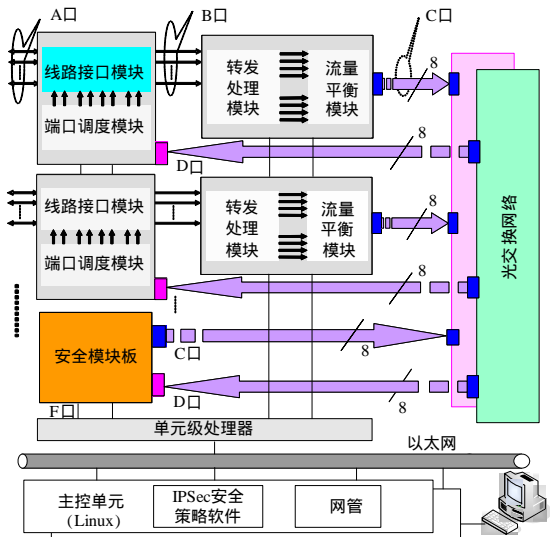 A口
B口
C口
线路接口模块
端口调度模块
转发
处理
模块
流量
平衡
模块
8
D口
8
线路接口模块
端口调度模块
转发
处理
模块
流量
平衡
模块
8
8
光交换网络
安全模块板
C口
8
D口
8
F口
单元级处理器
以太网
主控单元
(Linux)
IPSec安全
策略软件
网管